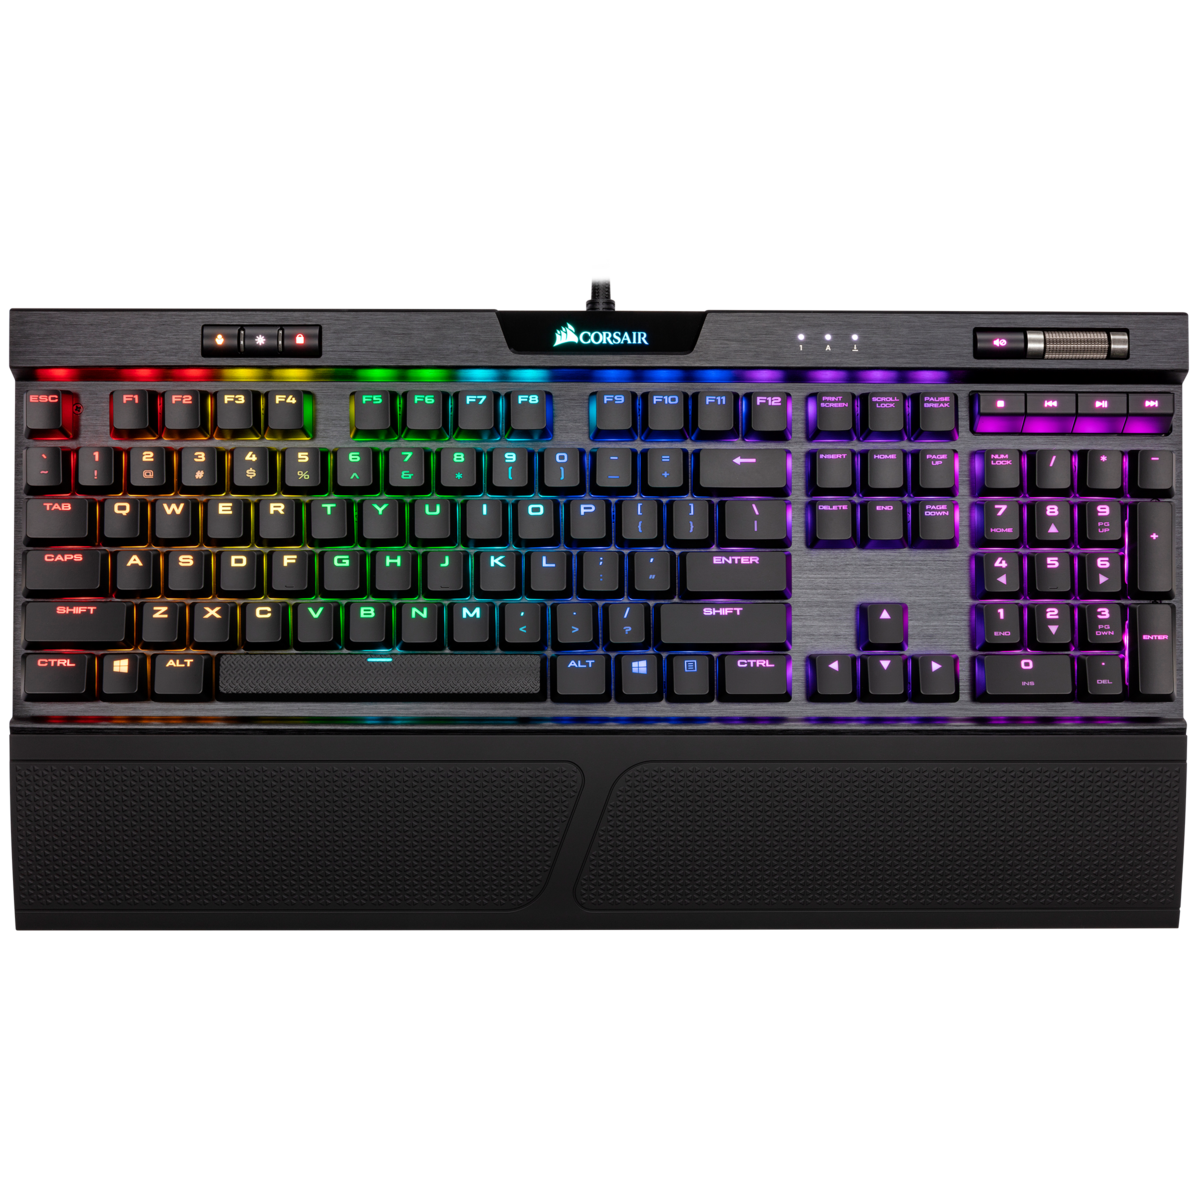 CORSAIR
1 A
ESC F1 F2 F3 F4 F5 F6 F7 F8 F9 F10 F11 F12 PRINT SCREEN SCROLL LOCK PAUSE BREAK
` ~ 1 ! 2 @ 3 # 4 $ 5 % 6 ^ 7 & 8 * 9 ( 0 ) - _ = + INSERT HOME PAGE UP NUM LOCK / * -
TAB Q W E R T Y U I O P [ { ] } \ | DELETE END PAGE DOWN 7 HOME 8 9 PG UP +
CAPS A S D F G H J K L ; : ' " ENTER 4 5 6
SHIFT Z X C V B N M , < . > / ? SHIFT 1 END 2 3 PG DWN ENTER
CTRL ALT ALT CTRL 0 INS . DEL